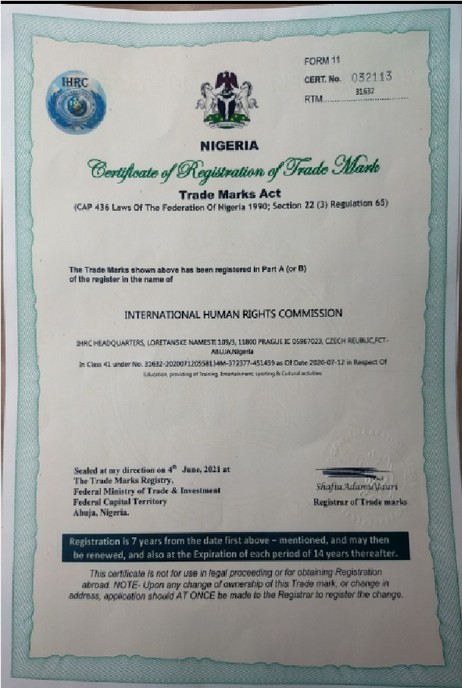 FORM 11
IHRC
CERT. No. 032113
31632
RTM
NIGERIA
Certificate of Registration of Trade Mark
Trade Marks Act
(CAP 436 Laws Of The Federation Of Nigeria 1990; Section 22 (3) Regulation 65)
The Trade Marks shown above has been registered in Part A (or B)
of the register in the name of
INTERNATIONAL HUMAN RIGHTS COMMISSION
IHRC HEADQUARTERS, LORETANSKE NAMESTI 109/3, 11800 PRAGUE IC 05967023, CZECH REUBLIC,FCT-
ABUJA,Nigeria
In Class 41 under No. 31632-202007120558134M-372377-451459 as Of Date 2020-07-12 in Respect Of
Education, providing of Training, Entertainment, sporting & Cultural activities
Sealed at my direction on 4th June, 2021 at
The Trade Marks Registry,
Federal Ministry of Trade & Investment
Federal Capital Territory
Abuja, Nigeria.
Shafiu Adamu Yauri
Registrar of Trade marks
Registration is 7 years from the date first above – mentioned, and may then
be renewed, and also at the Expiration of each period of 14 years thereafter.
This certificate is not for use in legal proceeding or for obtaining Registration
abroad. NOTE- Upon any change of ownership of this Trade mark, or change in
address, application should AT ONCE be made to the Registrar to register the change.